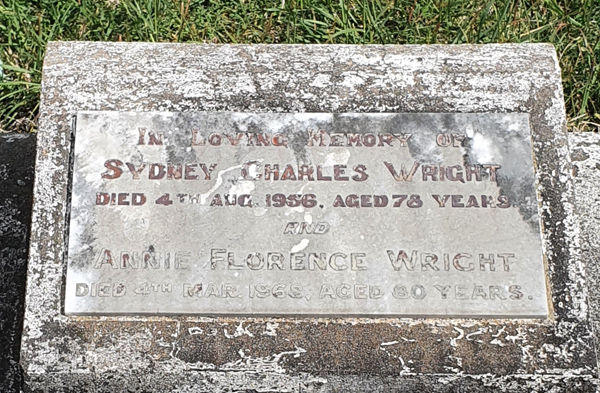 IN LOVING MEMORY OF
SYDNEY CHARLES WRIGHT
DIED 4TH AUG. 1956, AGED 78 YEARS
AND
ANNIE FLORENCE WRIGHT
DIED 4TH MAR. 1968, AGED 80 YEARS.